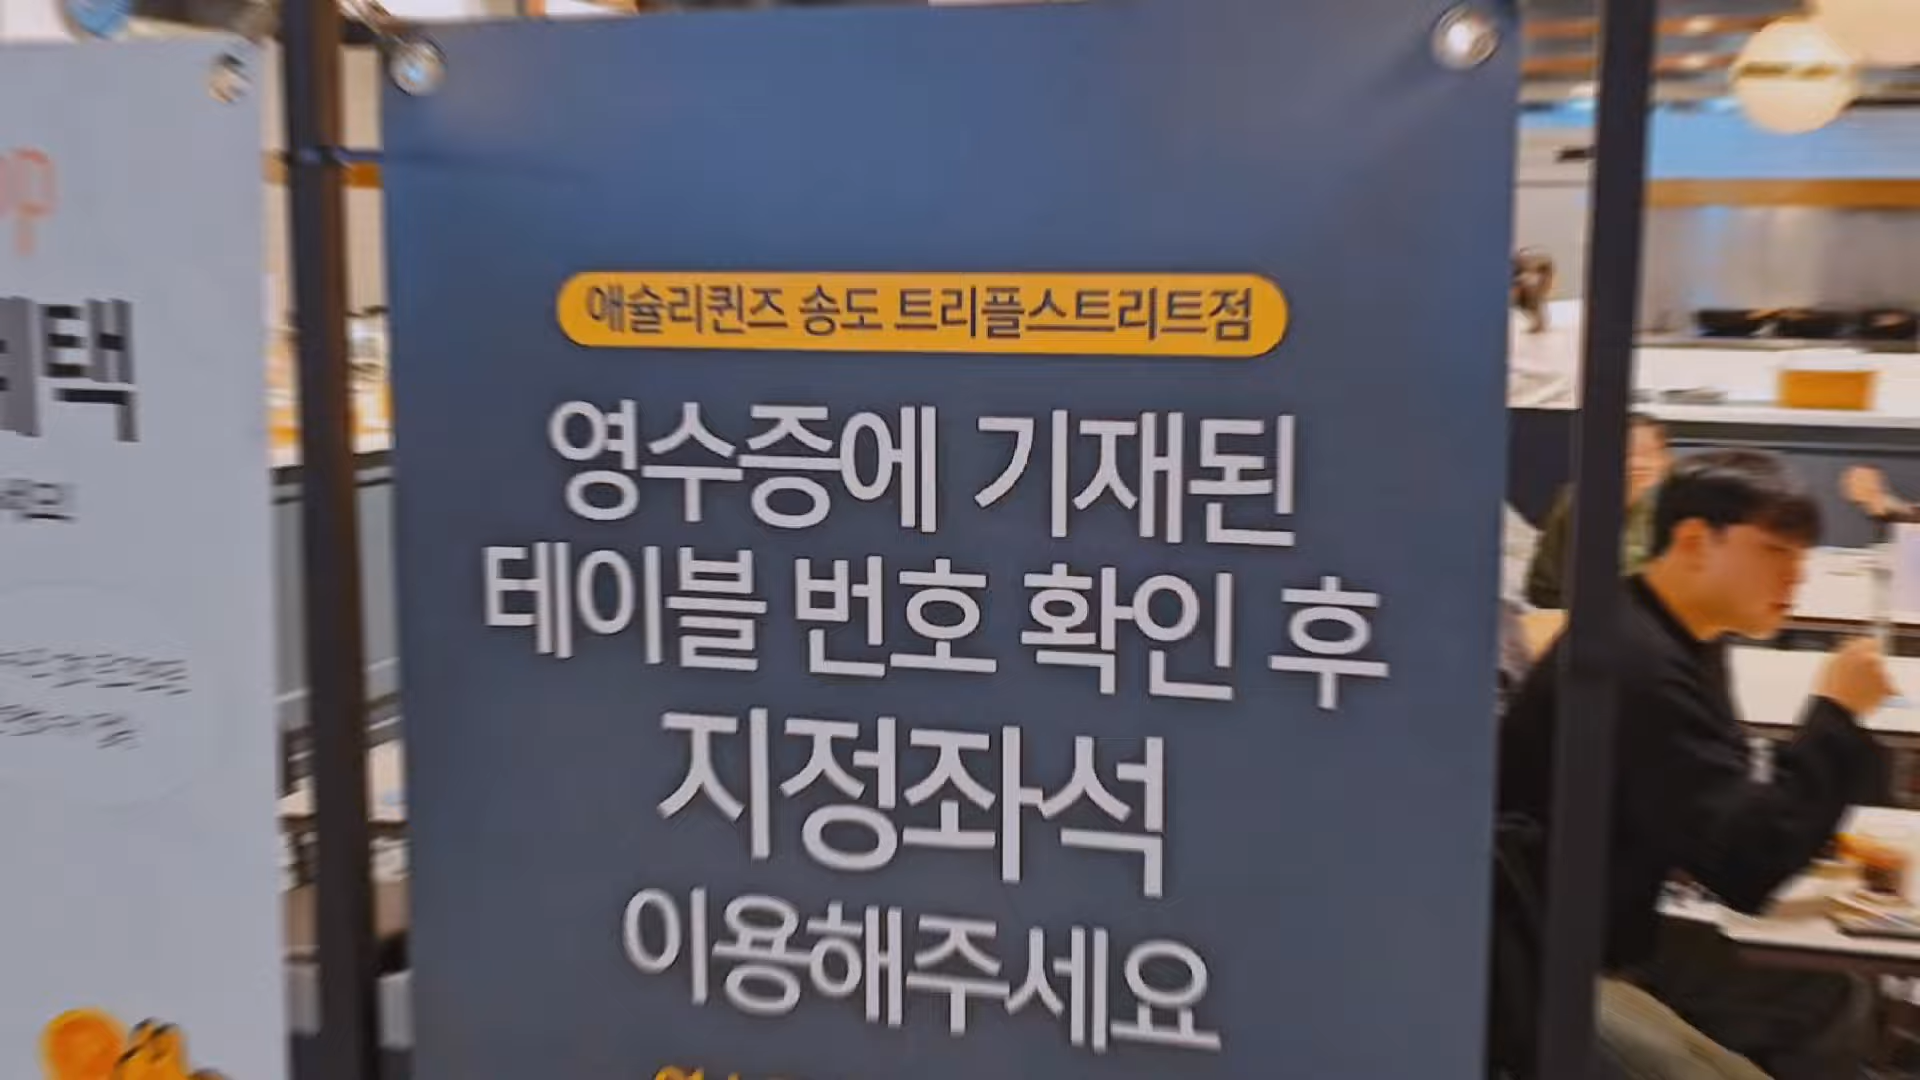 애슐리퀸즈 송도 트리플스트리트점
영수증에 기재된
테이블 번호 확인 후
지정좌석
이용해주세요